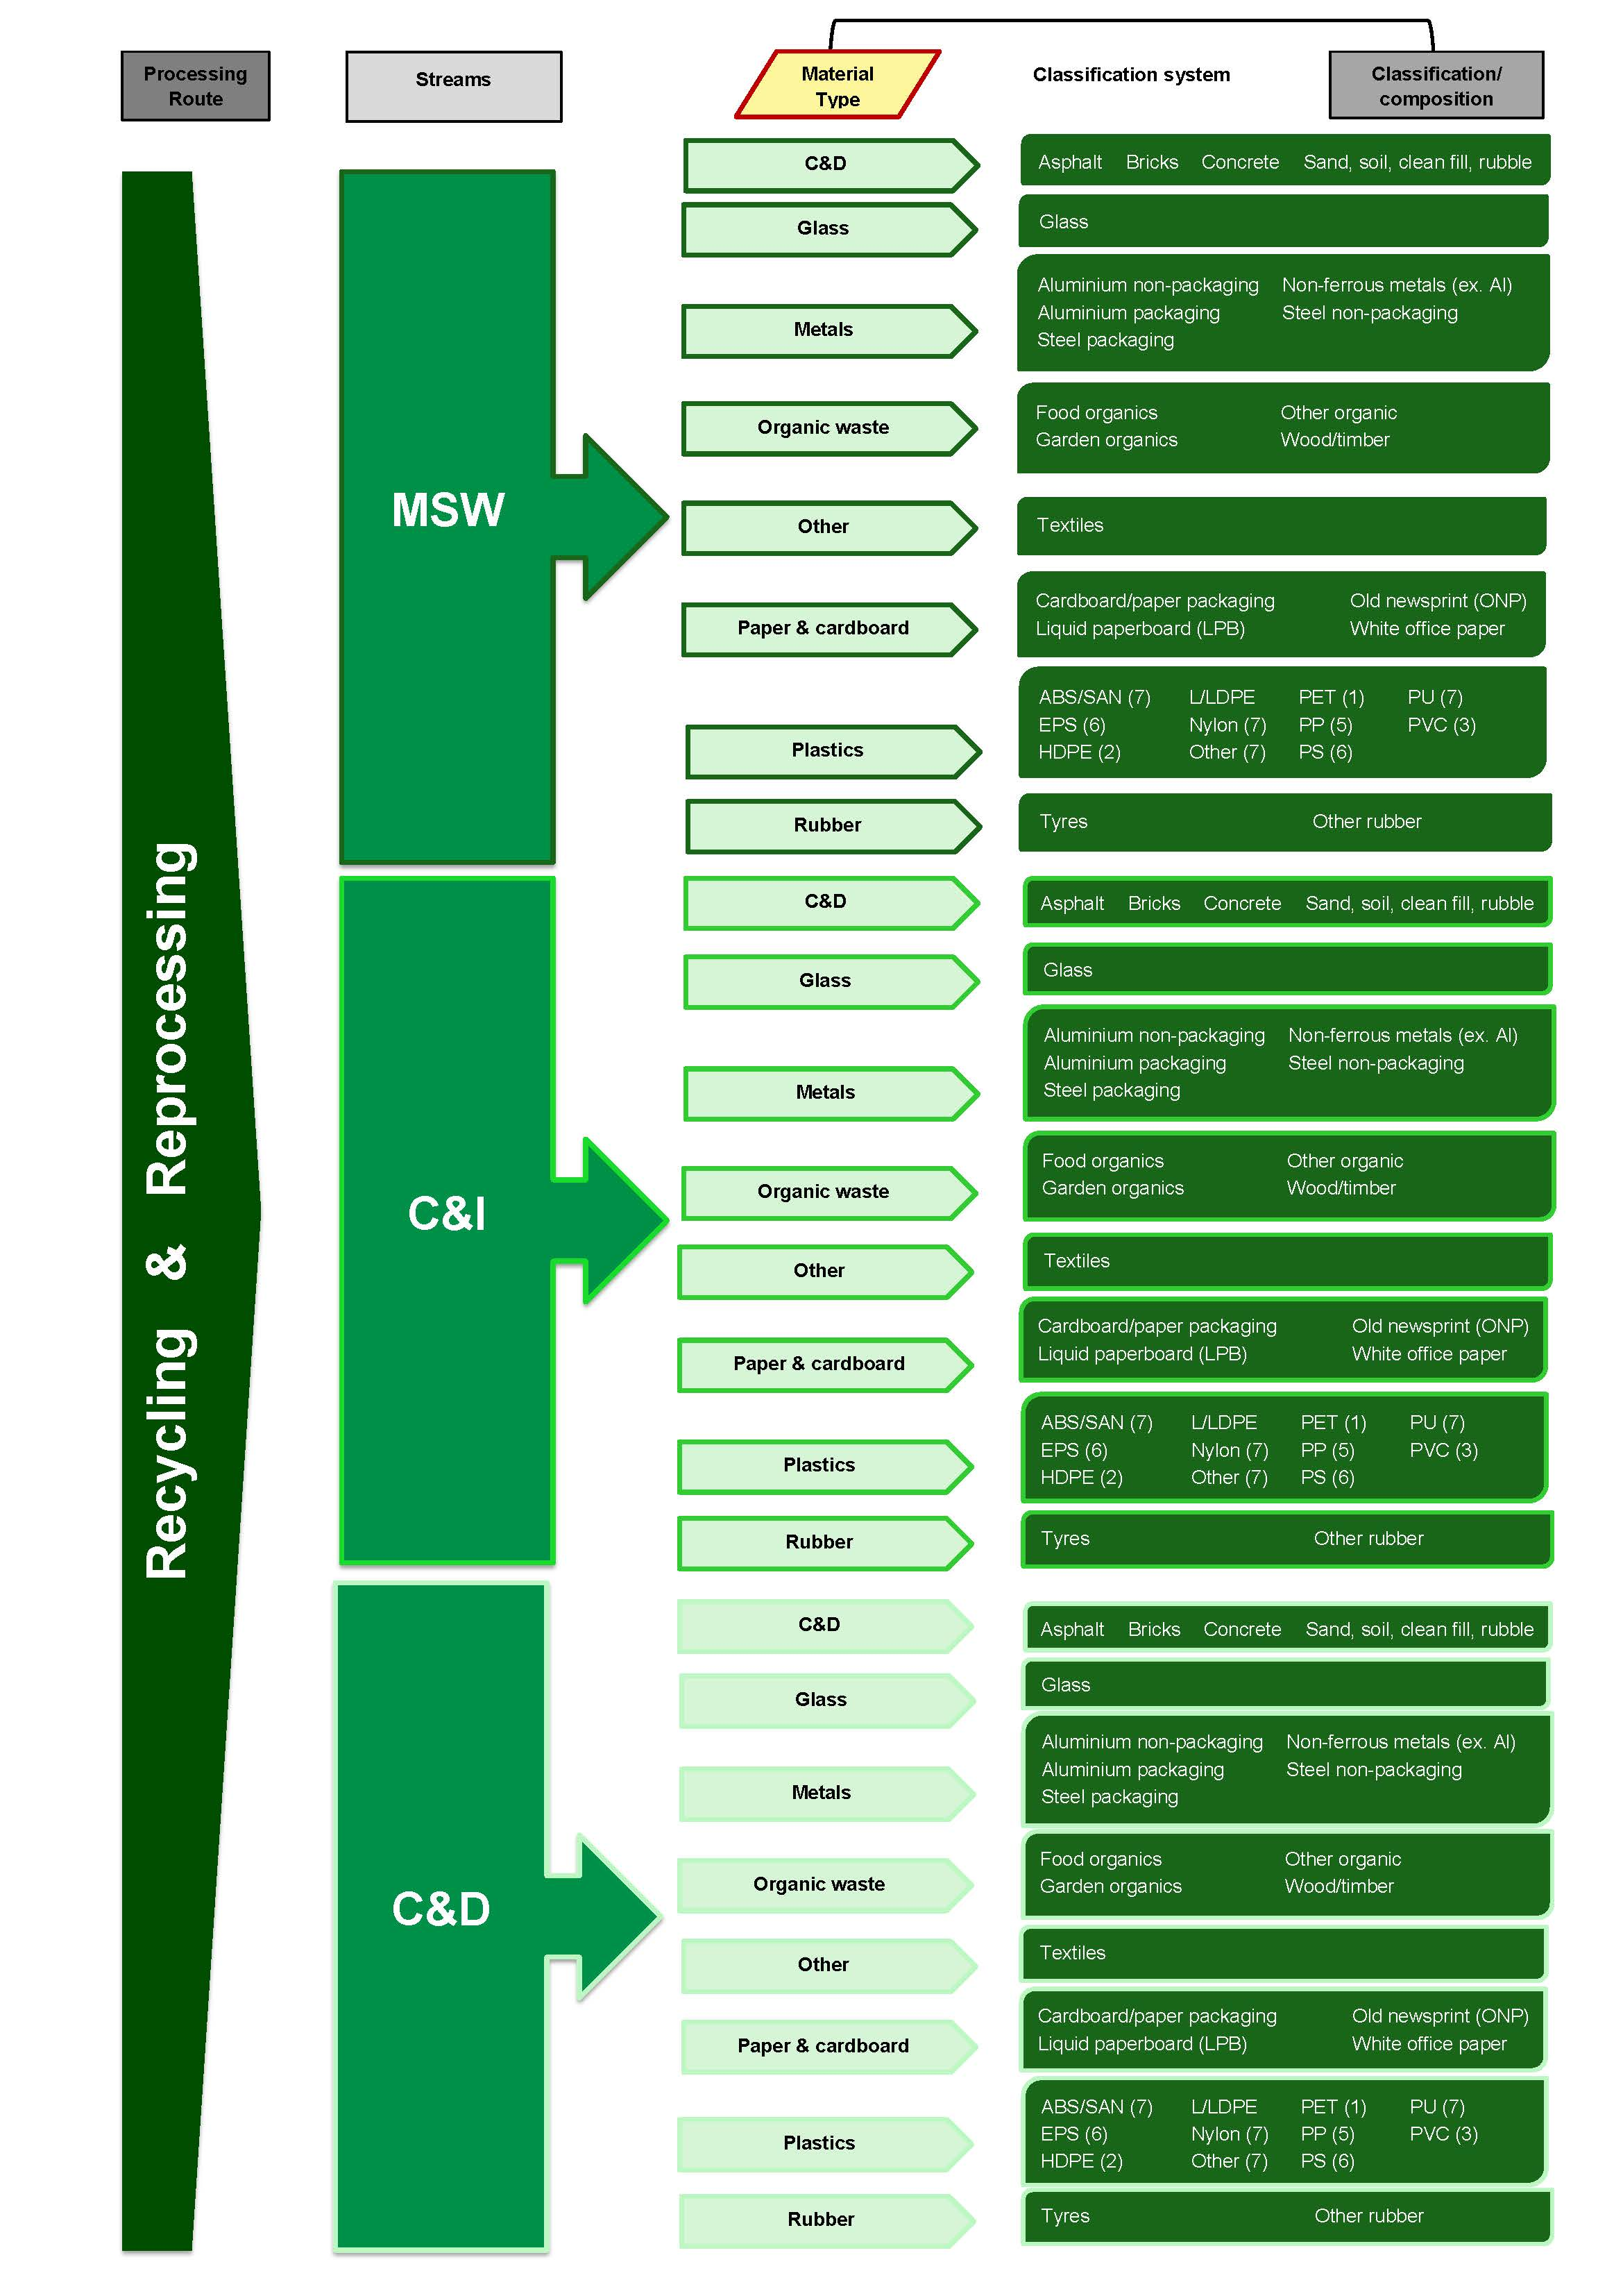 Processing
Route
Streams
Material
Type
Classification system
Classification/
composition
Recycling & Reprocessing
MSW
C&D
Asphalt Bricks Concrete Sand, soil, clean fill, rubble
Glass
Glass
Metals
Aluminium non-packaging Non-ferrous metals (ex. Al)
Aluminium packaging Steel non-packaging
Steel packaging
Organic waste
Food organics Other organic
Garden organics Wood/timber
Other
Textiles
Paper & cardboard
Cardboard/paper packaging Old newsprint (ONP)
Liquid paperboard (LPB) White office paper
Plastics
ABS/SAN (7) L/LDPE PET (1) PU (7)
EPS (6) Nylon (7) PP (5) PVC (3)
HDPE (2) Other (7) PS (6)
Rubber
Tyres Other rubber
C&I
C&D
Asphalt Bricks Concrete Sand, soil, clean fill, rubble
Glass
Glass
Metals
Aluminium non-packaging Non-ferrous metals (ex. Al)
Aluminium packaging Steel non-packaging
Steel packaging
Organic waste
Food organics Other organic
Garden organics Wood/timber
Other
Textiles
Paper & cardboard
Cardboard/paper packaging Old newsprint (ONP)
Liquid paperboard (LPB) White office paper
Plastics
ABS/SAN (7) L/LDPE PET (1) PU (7)
EPS (6) Nylon (7) PP (5) PVC (3)
HDPE (2) Other (7) PS (6)
Rubber
Tyres Other rubber
C&D
C&D
Asphalt Bricks Concrete Sand, soil, clean fill, rubble
Glass
Glass
Metals
Aluminium non-packaging Non-ferrous metals (ex. Al)
Aluminium packaging Steel non-packaging
Steel packaging
Organic waste
Food organics Other organic
Garden organics Wood/timber
Other
Textiles
Paper & cardboard
Cardboard/paper packaging Old newsprint (ONP)
Liquid paperboard (LPB) White office paper
Plastics
ABS/SAN (7) L/LDPE PET (1) PU (7)
EPS (6) Nylon (7) PP (5) PVC (3)
HDPE (2) Other (7) PS (6)
Rubber
Tyres Other rubber